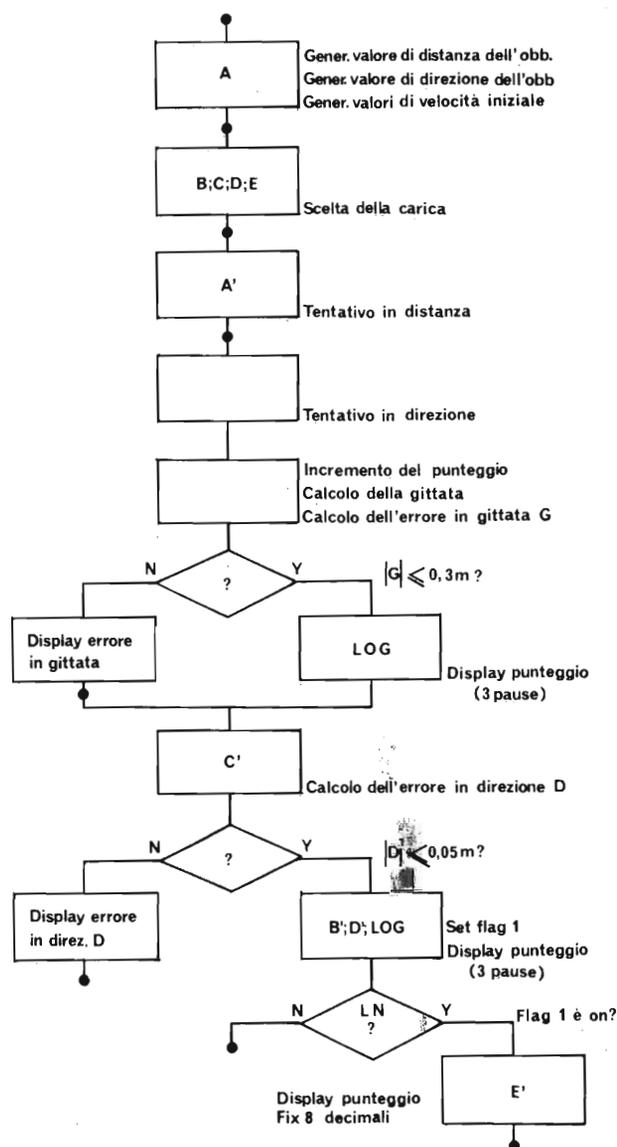 A
Gener. valore di distanza dell'obb.
Gener. valore di direzione dell'obb
Gener. valori di velocità iniziale
B;C;D;E
Scelta della carica
A'
Tentativo in distanza
Tentativo in direzione
Incremento del punteggio
Calcolo della gittata
Calcolo dell'errore in gittata G
N
?
Y
|G| ⩽ 0,3m ?
Display errore
in gittata
LOG
Display punteggio
(3 pause)
C'
Calcolo dell'errore in direzione D
N
?
Y
|D| ⩽ 0,05m?
Display errore
in direz. D
B';D';LOG
Set flag 1
Display punteggio
(3 pause)
N
LN
?
Y
Flag 1 è on?
Display punteggio
Fix 8 decimali
E'